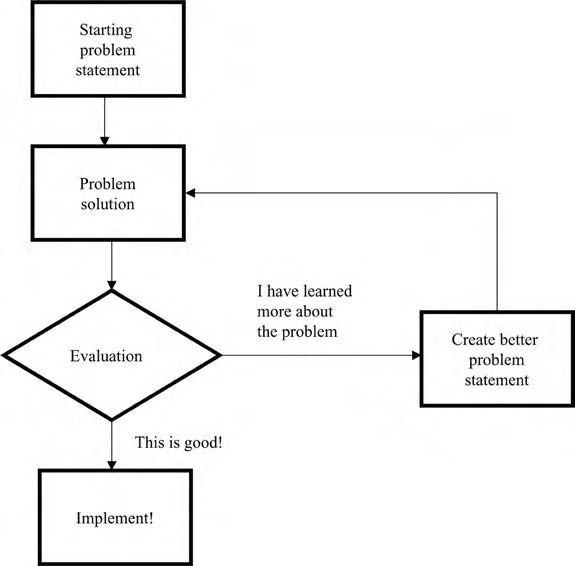 Starting
problem
statement
Problem
solution
Evaluation
I have learned
more about
the problem
Create better
problem
statement
This is good!
Implement!